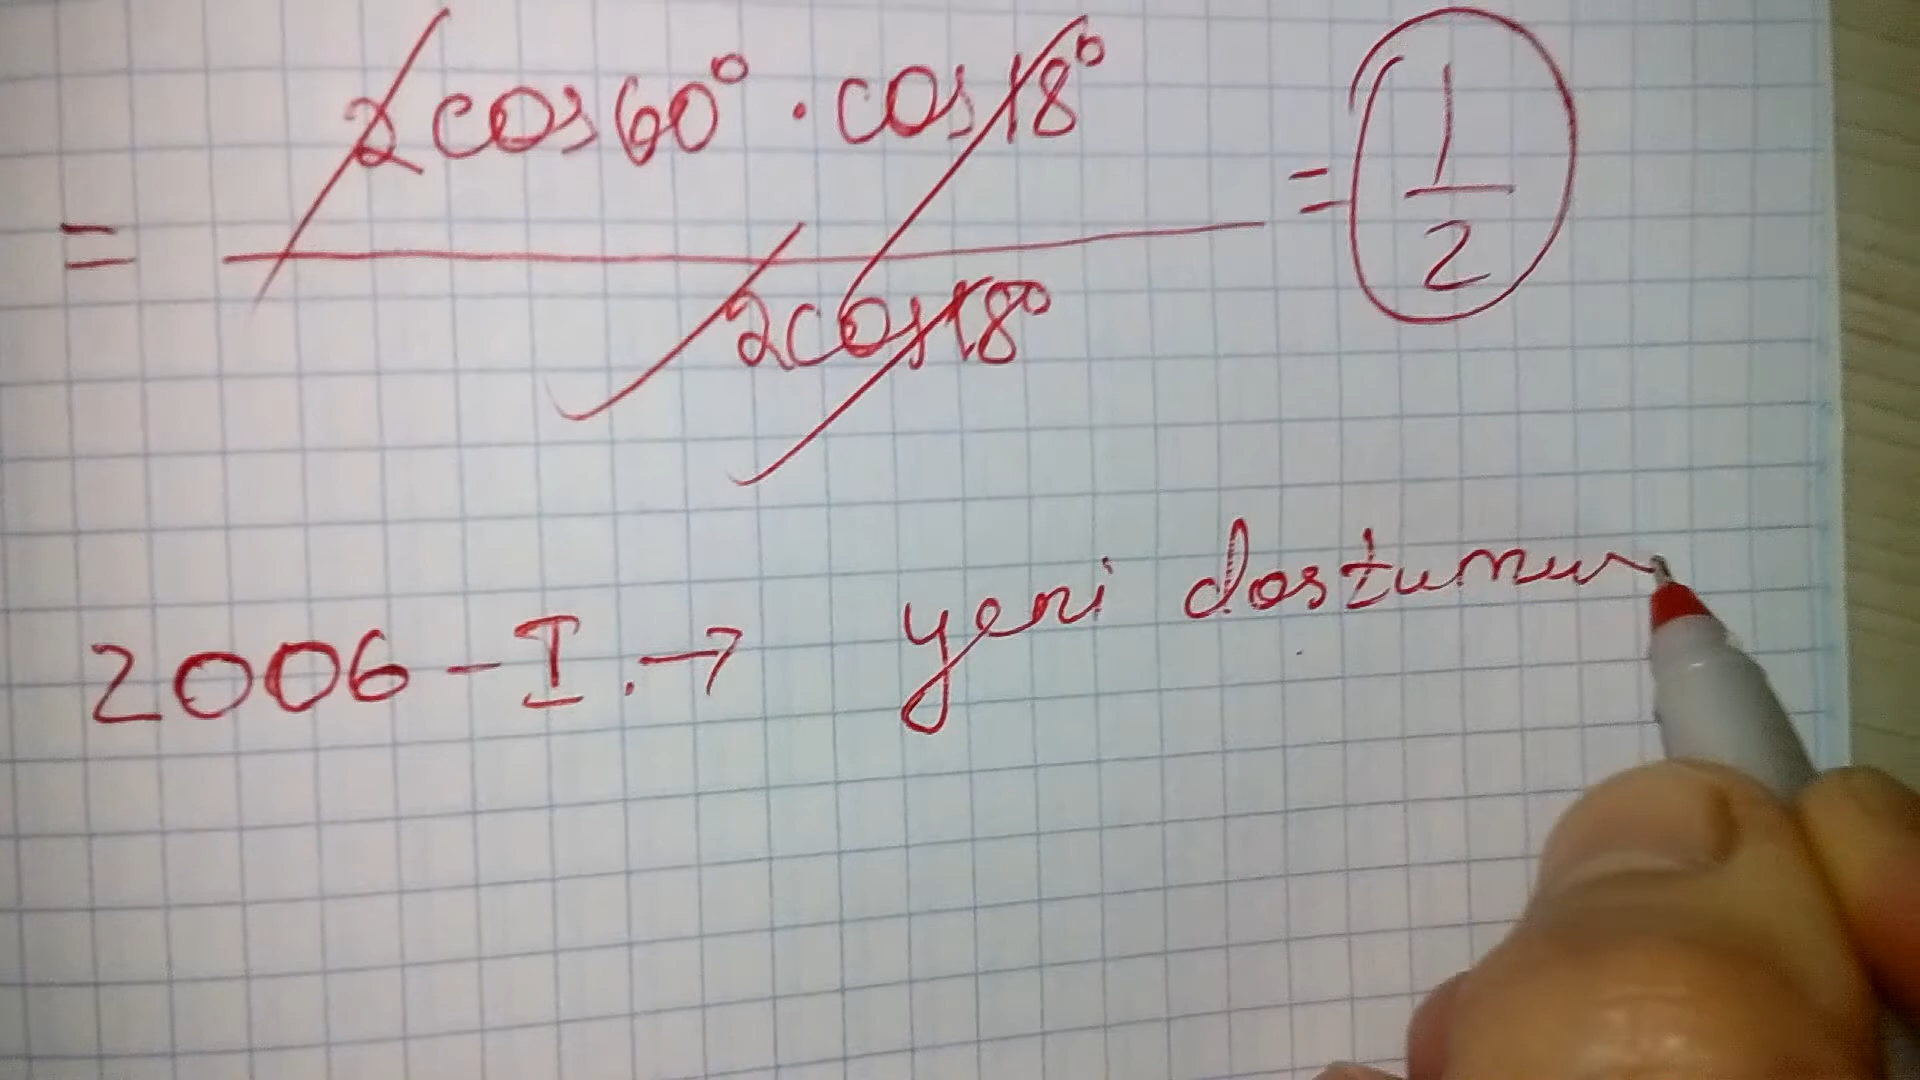 = 2cos60° · cos18° / 2cos18° = 1/2
2006 - I. → yeni dostumu